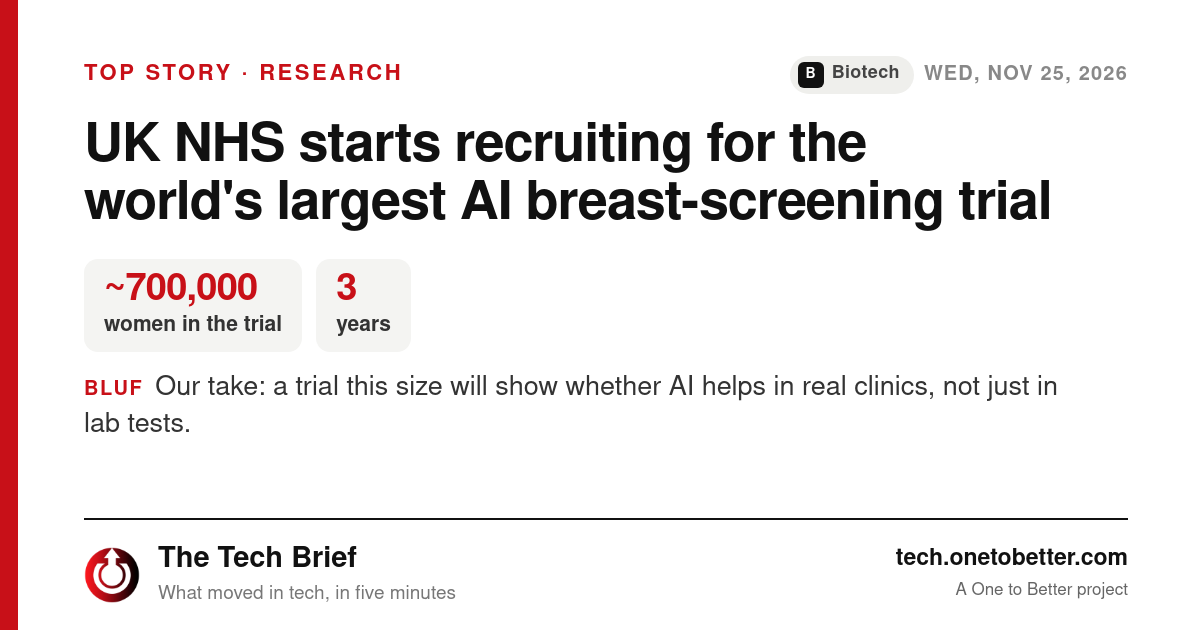 TOP STORY · RESEARCH
B Biotech WED, NOV 25, 2026
UK NHS starts recruiting for the
world's largest AI breast-screening trial
~700,000
women in the trial
3
years
BLUF Our take: a trial this size will show whether AI helps in real clinics, not just in
lab tests.
The Tech Brief
What moved in tech, in five minutes
tech.onetobetter.com
A One to Better project